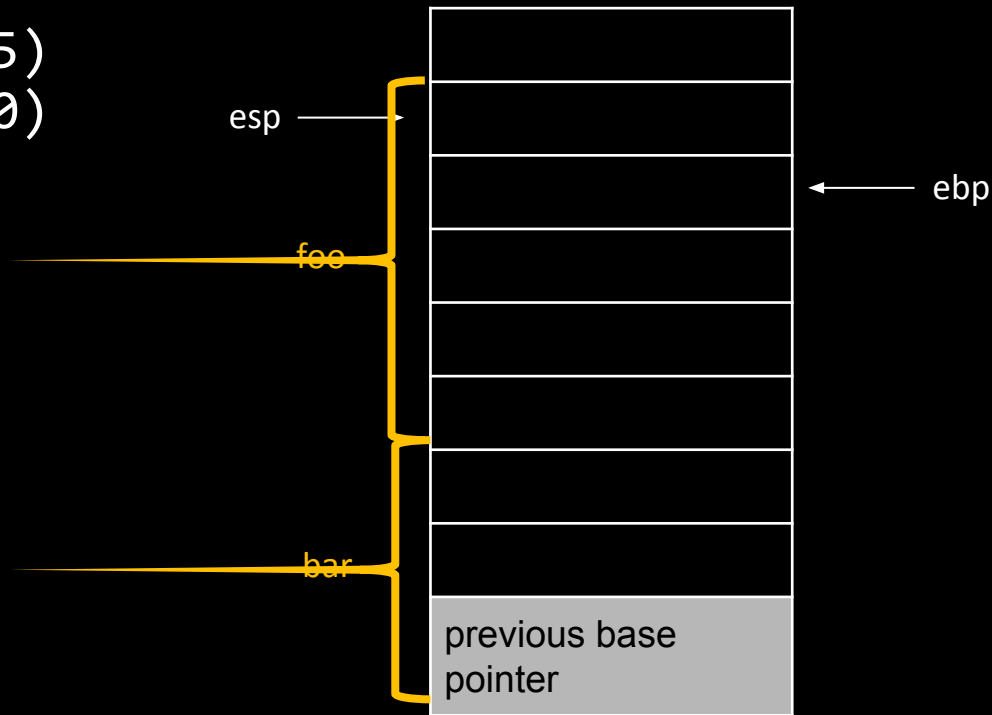 5)
0)
esp
ebp
foo
bar
previous base
pointer